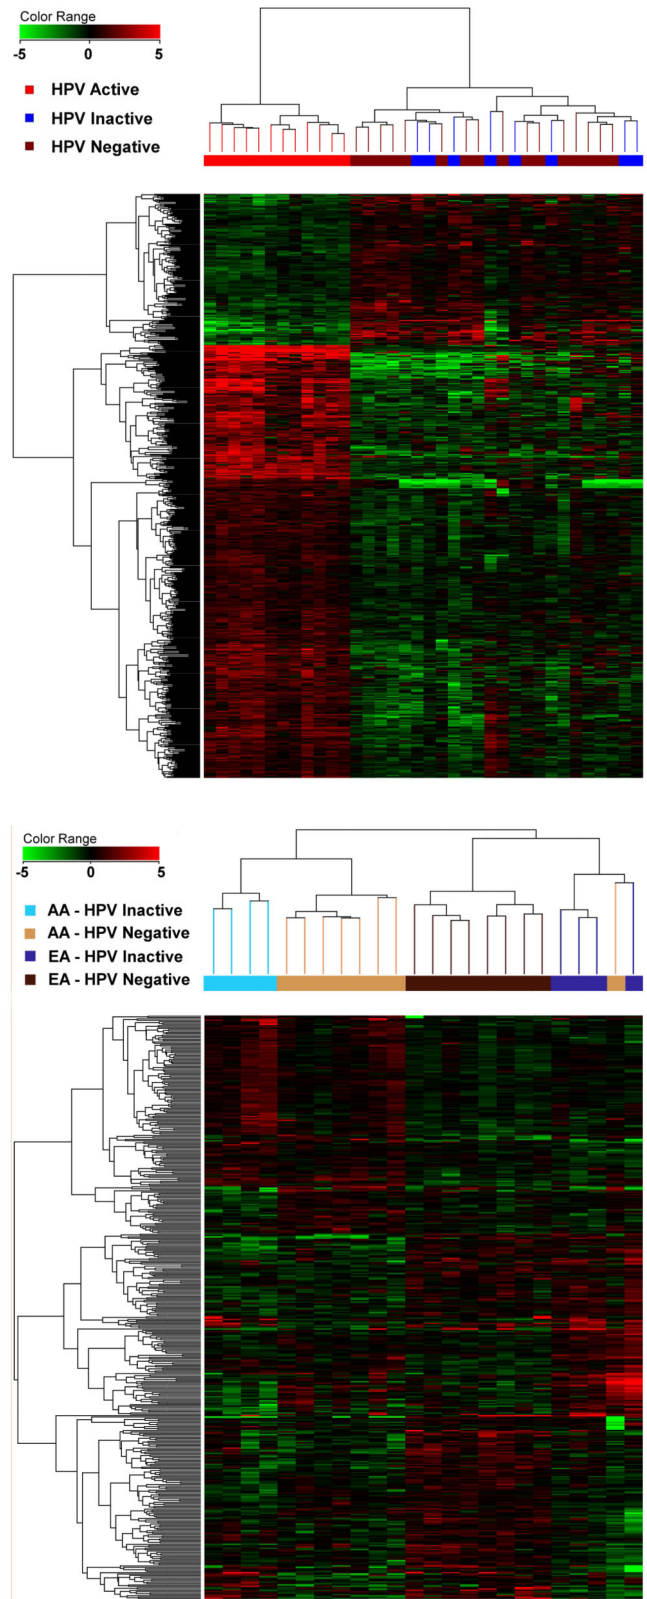 Color Range
-5 0 5
HPV Active
HPV Inactive
HPV Negative
Color Range
-5 0 5
AA - HPV Inactive
AA - HPV Negative
EA - HPV Inactive
EA - HPV Negative